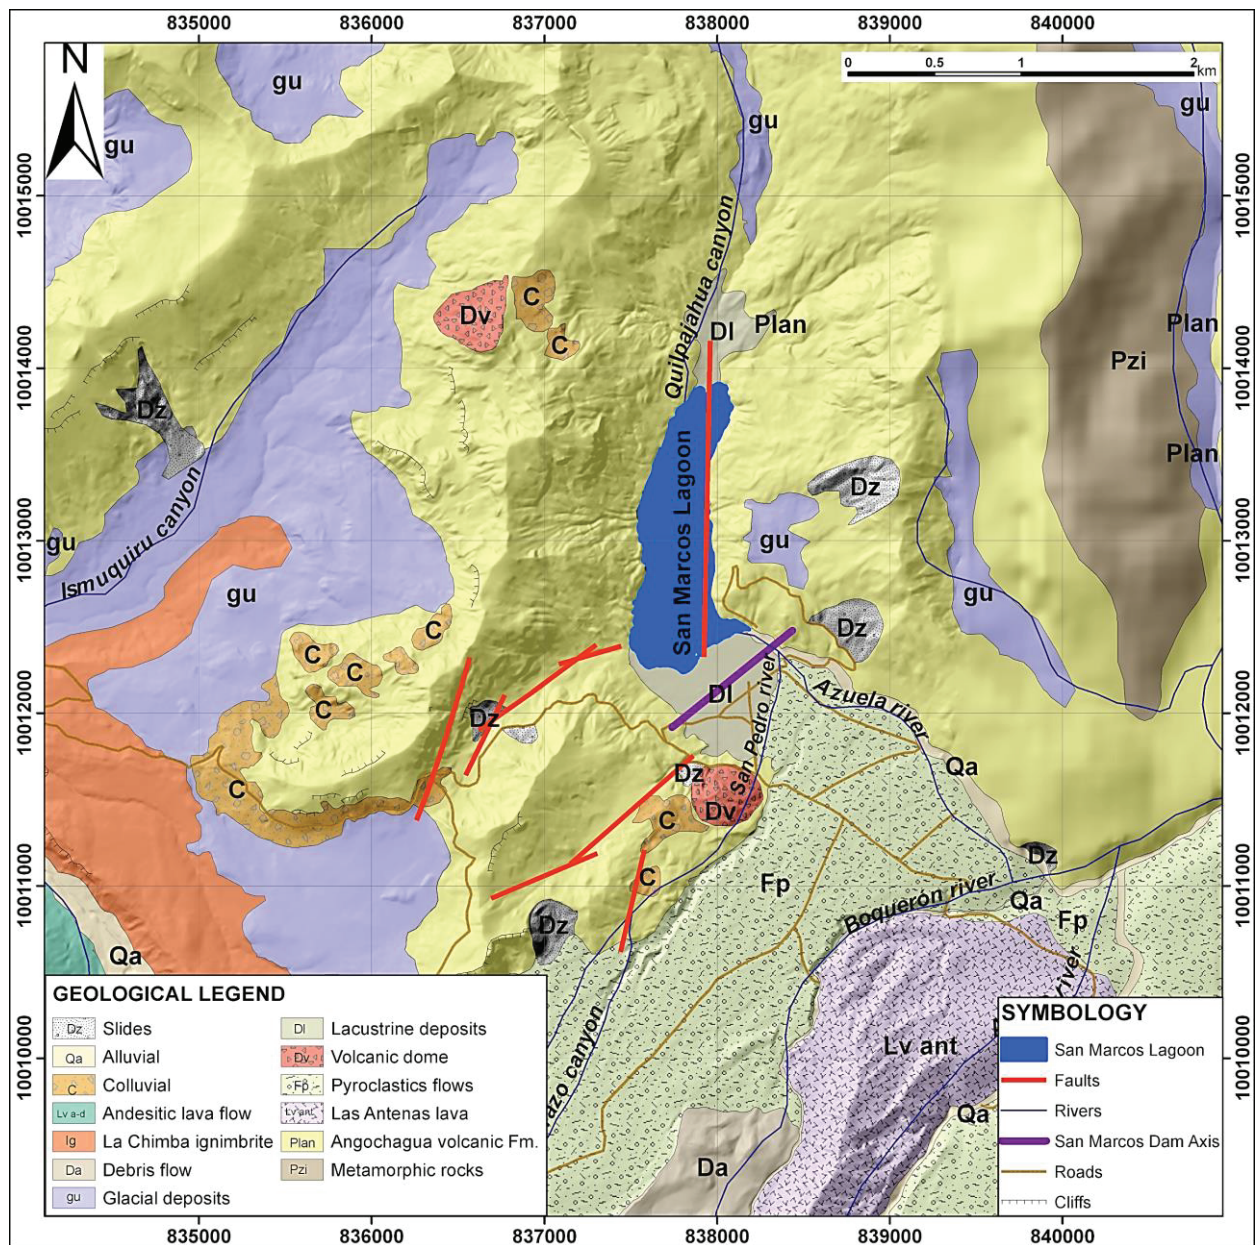 835000 836000 837000 838000 839000 840000
N
0 0.5 1 2
km
gu
gu
gu
gu
10015000
10015000
Quilpajahua canyon
Dv
C
C
Dl
Plan
Plan
Pzi
10014000
10014000
Dz
San Marcos Lagoon
Plan
Dz
10013000
10013000
gu
Ismuquiru canyon
gu
gu
gu
C
C
C
C
Dz
10012000
10012000
Dz
Dl
San Pedro river
Azuela river
Qa
C
Dz
Dv
C
Dz
10011000
10011000
C
Fp
Boquerón river
Qa
Fp
Dz
Qa
azo canyon
river
Lv ant
10010000
10010000
Qa
Da
GEOLOGICAL LEGEND
Dz Slides
Qa Alluvial
C Colluvial
Lv a-d Andesitic lava flow
Ig La Chimba ignimbrite
Da Debris flow
gu Glacial deposits
Dl Lacustrine deposits
Dv Volcanic dome
Fβ Pyroclastics flows
Lv ant Las Antenas lava
Plan Angochagua volcanic Fm.
Pzi Metamorphic rocks
SYMBOLOGY
San Marcos Lagoon
Faults
Rivers
San Marcos Dam Axis
Roads
Cliffs
835000 836000 837000 838000 839000 840000